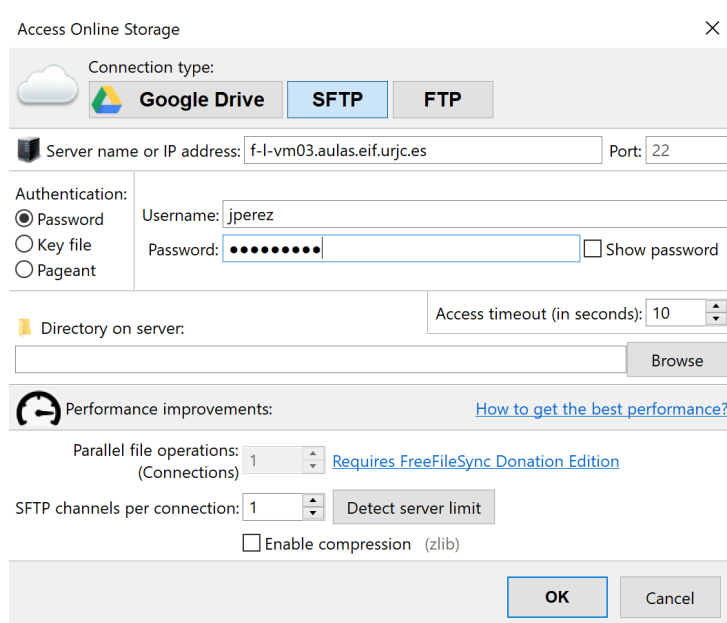 Access Online Storage
Connection type:
Google Drive SFTP FTP
Server name or IP address: f-l-vm03.aulas.eif.urjc.es Port: 22
Authentication:
Password
Key file
Pageant
Username: jperez
Password: ●●●●●●●●● Show password
Access timeout (in seconds): 10
Directory on server:
Browse
Performance improvements: How to get the best performance?
Parallel file operations:
(Connections) 1 Requires FreeFileSync Donation Edition
SFTP channels per connection: 1 Detect server limit
Enable compression (zlib)
OK Cancel